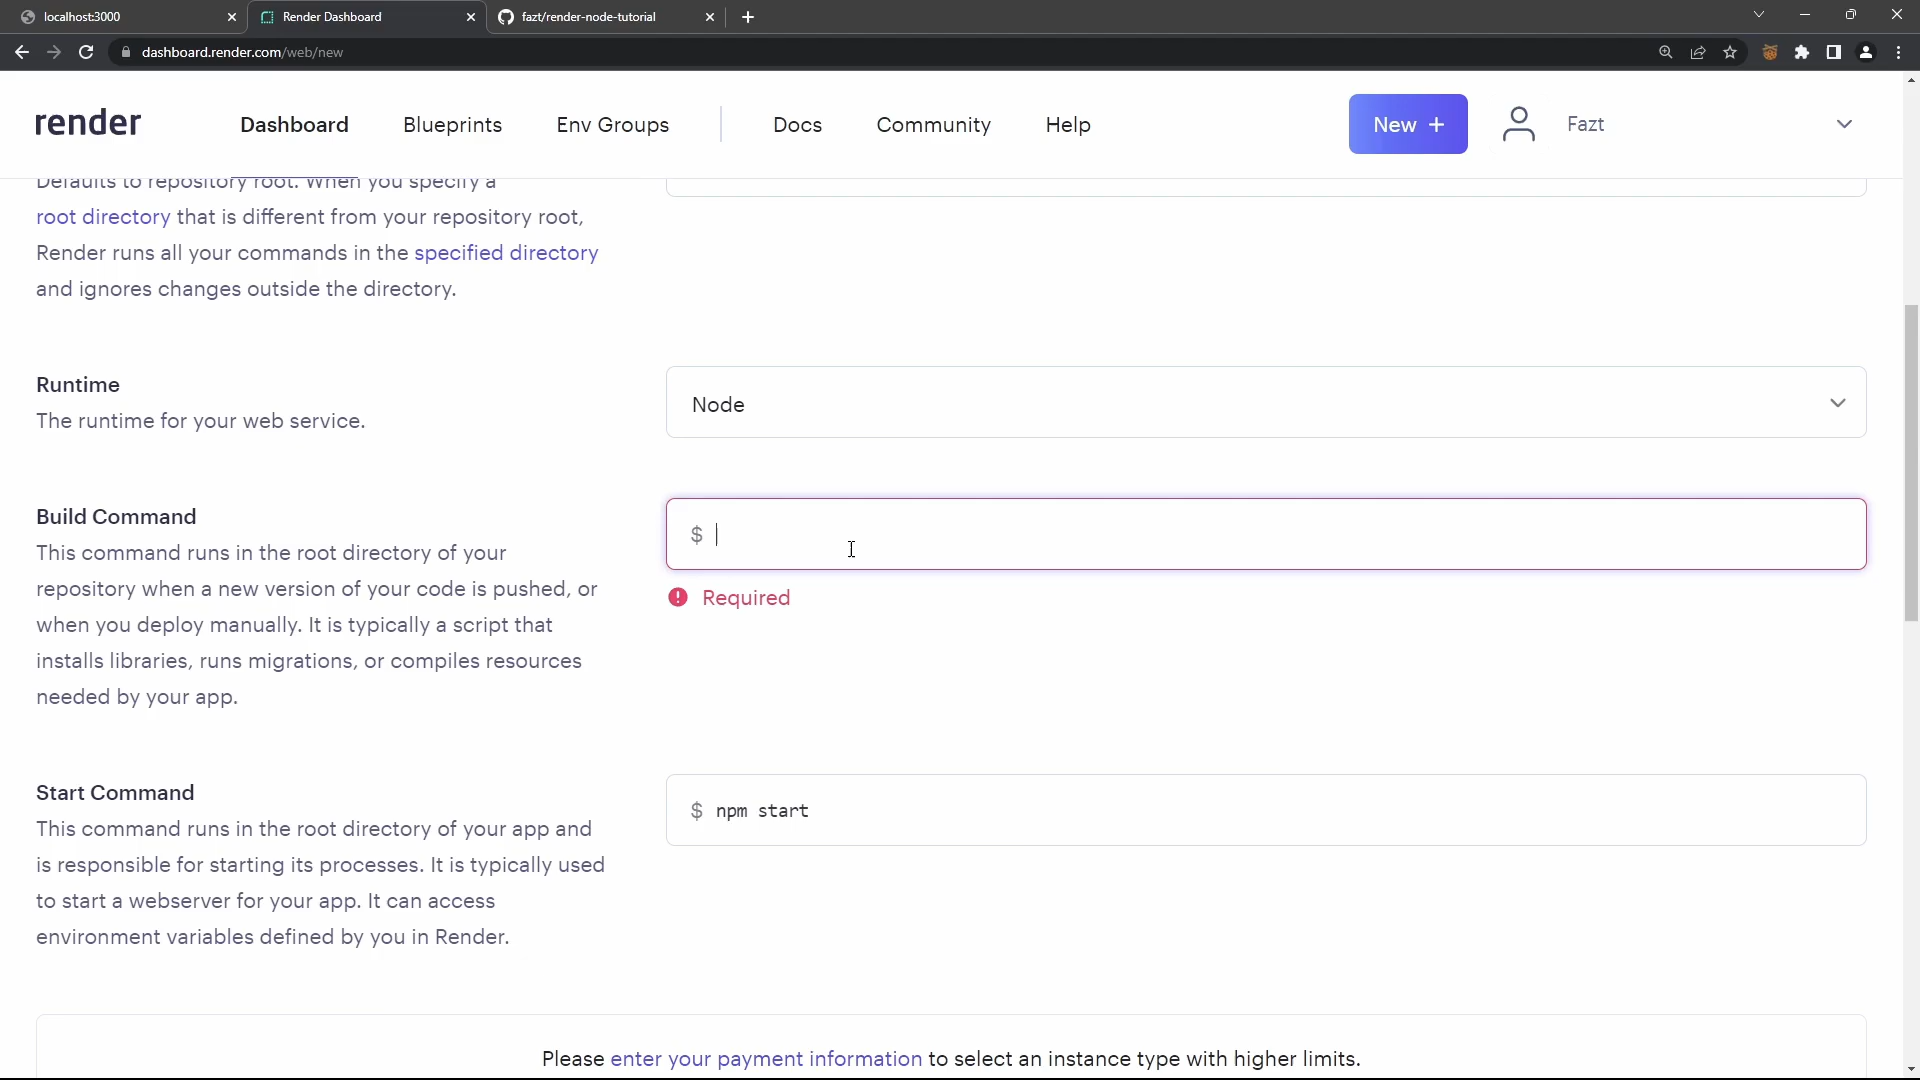 localhost:3000
Render Dashboard
fazt/render-node-tutorial
dashboard.render.com/web/new
render
Dashboard
Blueprints
Env Groups
Docs
Community
Help
New +
Fazt
Defaults to repository root. When you specify a
root directory that is different from your repository root,
Render runs all your commands in the specified directory
and ignores changes outside the directory.
Runtime
The runtime for your web service.
Node
Build Command
This command runs in the root directory of your
repository when a new version of your code is pushed, or
when you deploy manually. It is typically a script that
installs libraries, runs migrations, or compiles resources
needed by your app.
$
Required
Start Command
This command runs in the root directory of your app and
is responsible for starting its processes. It is typically used
to start a webserver for your app. It can access
environment variables defined by you in Render.
$ npm start
Please enter your payment information to select an instance type with higher limits.